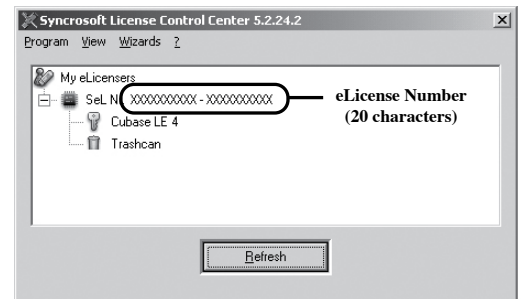 Syncrosoft License Control Center 5.2.24.2
Program View Wizards ?
My eLicensers
SeL N XXXXXXXXXX - XXXXXXXXXX
eLicense Number
(20 characters)
Cubase LE 4
Trashcan
Refresh